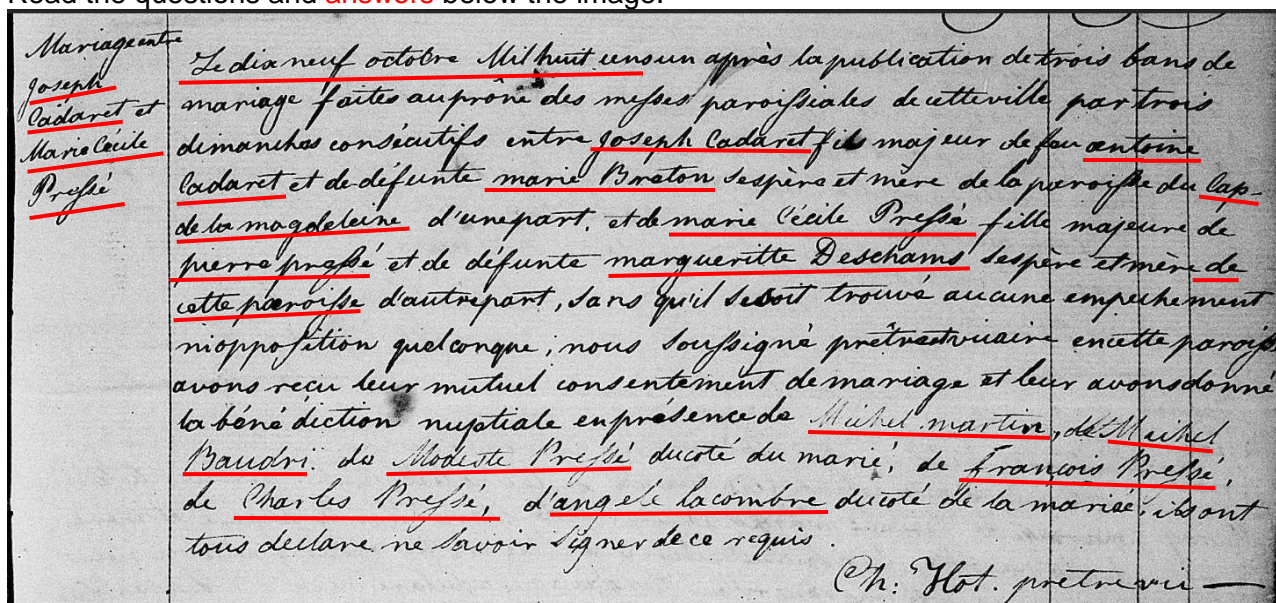 Read the questions and answers below the image.
Mariage entre
Joseph
Cadaret et
Marie Cécile
Pressé
Le dix neuf octobre Mil huit cens un après la publication de trois bans de
mariage faites au prône des messes paroissiales de cette ville par trois
dimanches consécutifs entre Joseph Cadaret fils majeur de feu antoine
Cadaret et de défunte marie Breton ses père et mère de la paroisse du Cap-
de la magdeleine d'une part, et de marie Cécile Pressé fille majeure de
pierre pressé et de défunte margueritte Deschams ses père et mère de
cette paroisse d'autre part, sans qu'il se soit trouvé aucune empechement
ni opposition quelconque, nous soussigné prêtre vicaire en cette paroisse
avons reçu leur mutuel consentement de mariage et leur avons donné
la bénédiction nuptiale en présence de Michel martin, de Michel
Baudri. de Modeste Pressé du coté du marié, de françois Pressé,
de Charles Pressé, d'angele lacombre du coté de la mariée, ils ont
tous declare ne savoir signer de ce requis.
Ch: Hot. pretre vic